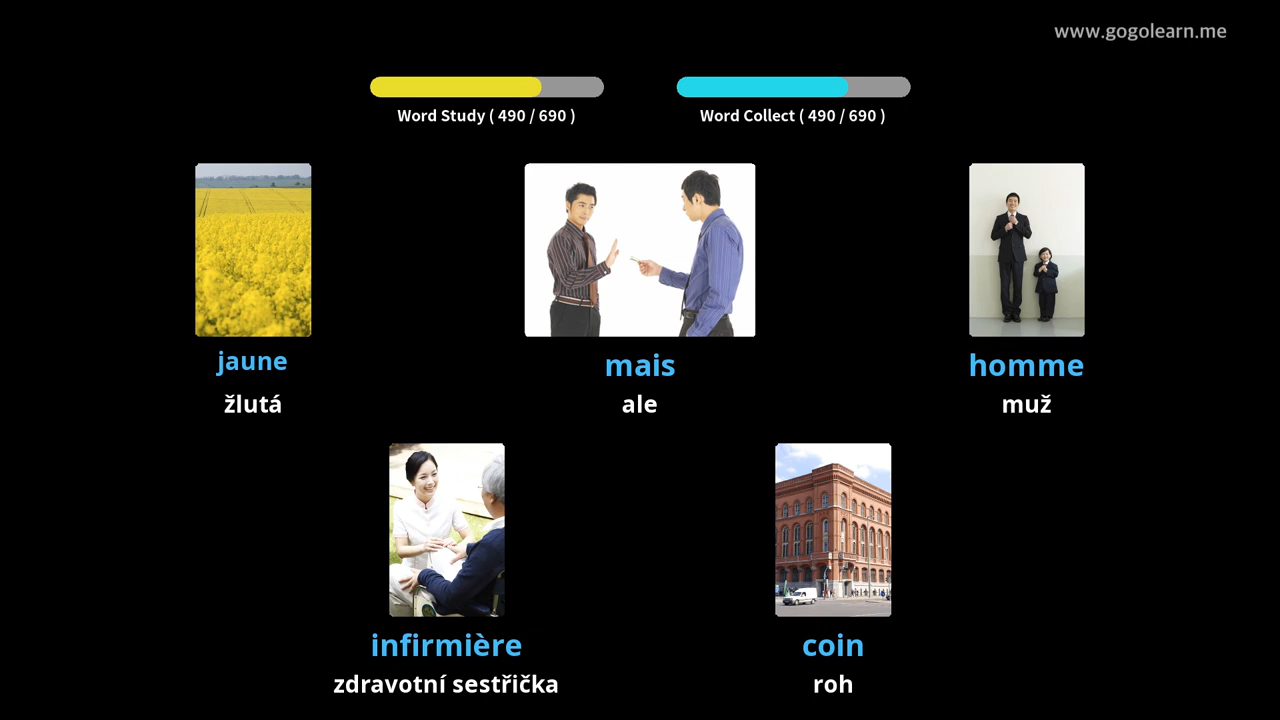 www.gogolearn.me
Word Study ( 490 / 690 )
Word Collect ( 490 / 690 )
jaune
žlutá
mais
ale
homme
muž
infirmière
zdravotní sestřička
coin
roh